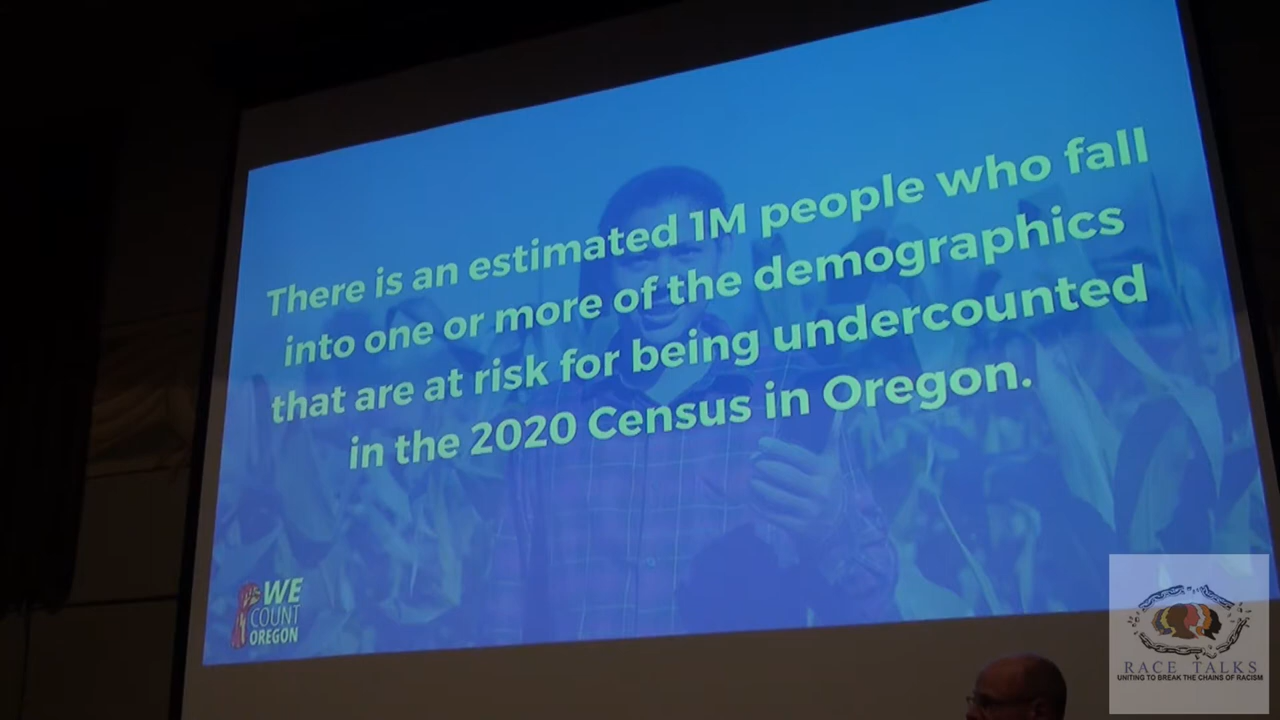 There is an estimated 1M people who fall
into one or more of the demographics
that are at risk for being undercounted
in the 2020 Census in Oregon.
WE
COUNT
OREGON
RACE TALKS
UNITING TO BREAK THE CHAINS OF RACISM